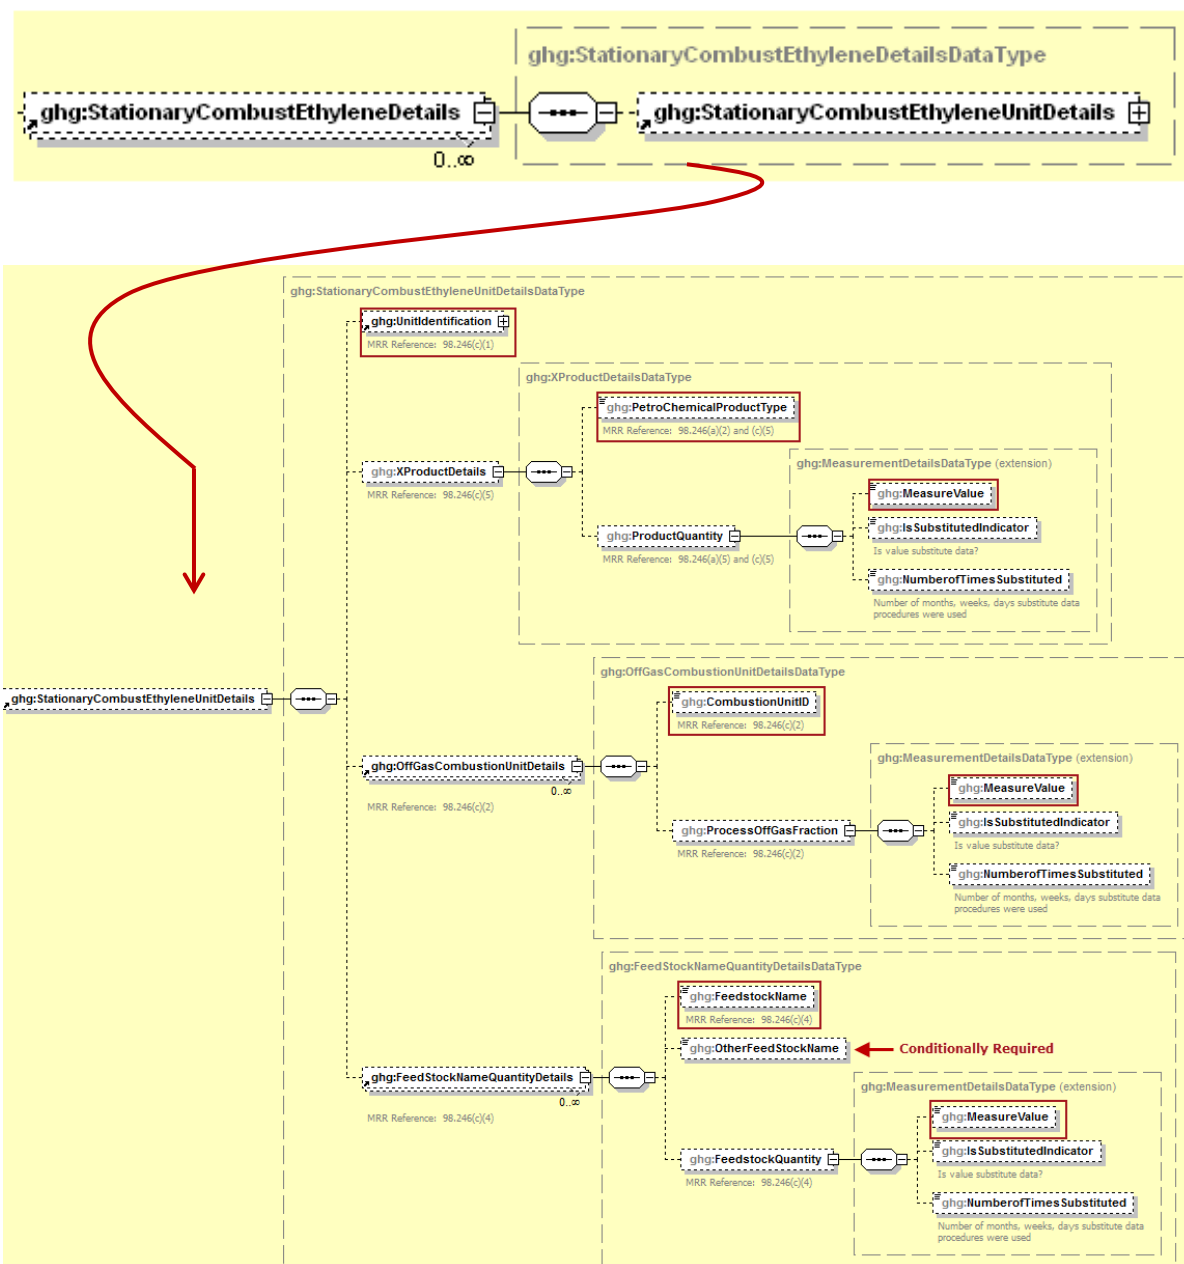 ghg:StationaryCombustEthyleneDetailsDataType
ghg:StationaryCombustEthyleneDetails
ghg:StationaryCombustEthyleneUnitDetails
0..∞
ghg:StationaryCombustEthyleneUnitDetailsDataType
ghg:UnitIdentification
MRR Reference: 98.246(c)(1)
ghg:XProductDetailsDataType
ghg:PetroChemicalProductType
MRR Reference: 98.246(a)(2) and (c)(5)
ghg:MeasurementDetailsDataType (extension)
ghg:XProductDetails
MRR Reference: 98.246(c)(5)
ghg:MeasureValue
ghg:IsSubstitutedIndicator
Is value substitute data?
ghg:ProductQuantity
MRR Reference: 98.246(a)(5) and (c)(5)
ghg:NumberofTimesSubstituted
Number of months, weeks, days substitute data
procedures were used
ghg:OffGasCombustionUnitDetailsDataType
ghg:StationaryCombustEthyleneUnitDetails
ghg:CombustionUnitID
MRR Reference: 98.246(c)(2)
ghg:MeasurementDetailsDataType (extension)
ghg:OffGasCombustionUnitDetails
0..∞
MRR Reference: 98.246(c)(2)
ghg:MeasureValue
ghg:IsSubstitutedIndicator
Is value substitute data?
ghg:ProcessOffGasFraction
MRR Reference: 98.246(c)(2)
ghg:NumberofTimesSubstituted
Number of months, weeks, days substitute data
procedures were used
ghg:FeedStockNameQuantityDetailsDataType
ghg:FeedstockName
MRR Reference: 98.246(c)(4)
ghg:OtherFeedStockName
Conditionally Required
ghg:FeedStockNameQuantityDetails
0..∞
MRR Reference: 98.246(c)(4)
ghg:MeasurementDetailsDataType (extension)
ghg:MeasureValue
ghg:IsSubstitutedIndicator
Is value substitute data?
ghg:FeedstockQuantity
MRR Reference: 98.246(c)(4)
ghg:NumberofTimesSubstituted
Number of months, weeks, days substitute data
procedures were used